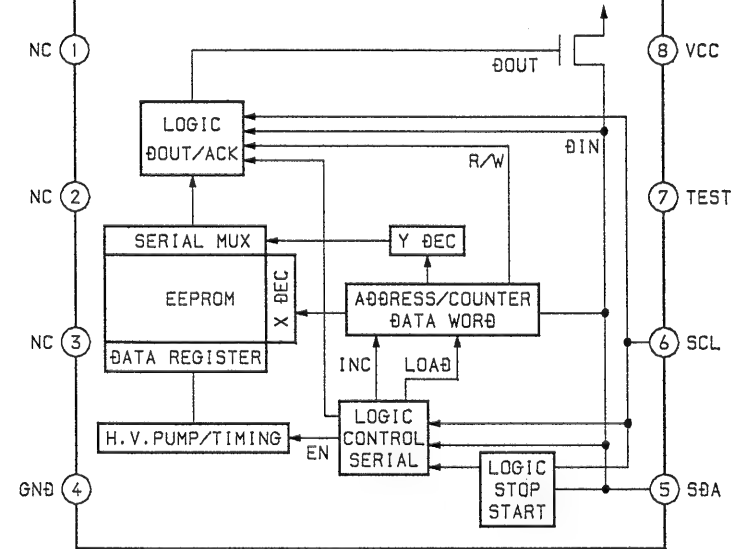 NC 1
8 VCC
DOUT
LOGIC
DOUT/ACK
DIN
R/W
NC 2
7 TEST
SERIAL MUX
Y DEC
EEPROM
X DEC
ADDRESS/COUNTER
DATA WORD
NC 3
6 SCL
DATA REGISTER
INC
LOAD
LOGIC
CONTROL
SERIAL
H.V.PUMP/TIMING
EN
LOGIC
STOP
START
GND 4
5 SDA